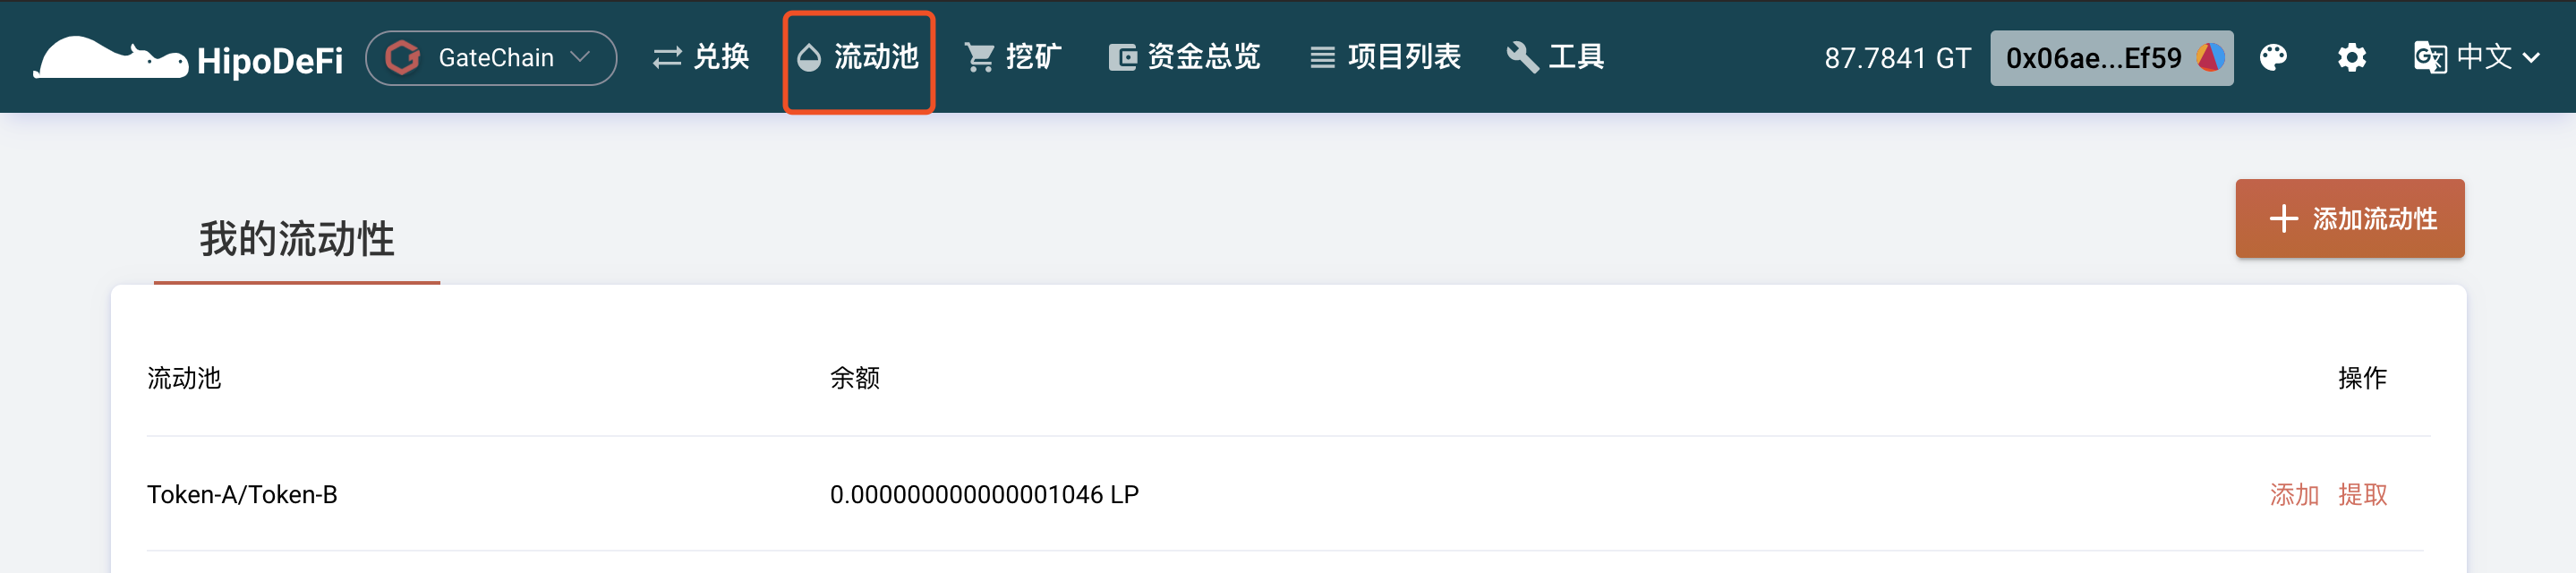 HipoDeFi GateChain 兑换 流动池 挖矿 资金总览 项目列表 工具 87.7841 GT 0x06ae...Ef59 中文
添加流动性
我的流动性
流动池 余额 操作
Token-A/Token-B 0.000000000000001046 LP 添加 提取